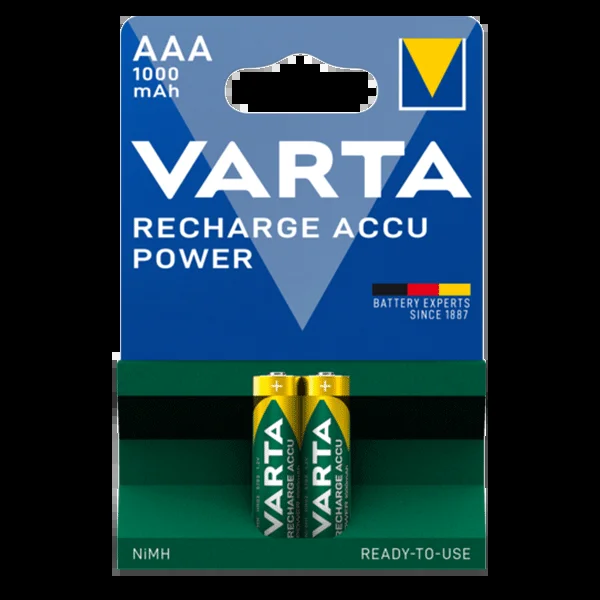 AAA
1000
mAh
VARTA
RECHARGE ACCU
POWER
BATTERY EXPERTS
SINCE 1887
VARTA
RECHARGE ACCU
VARTA
RECHARGE ACCU
NiMH
READY-TO-USE